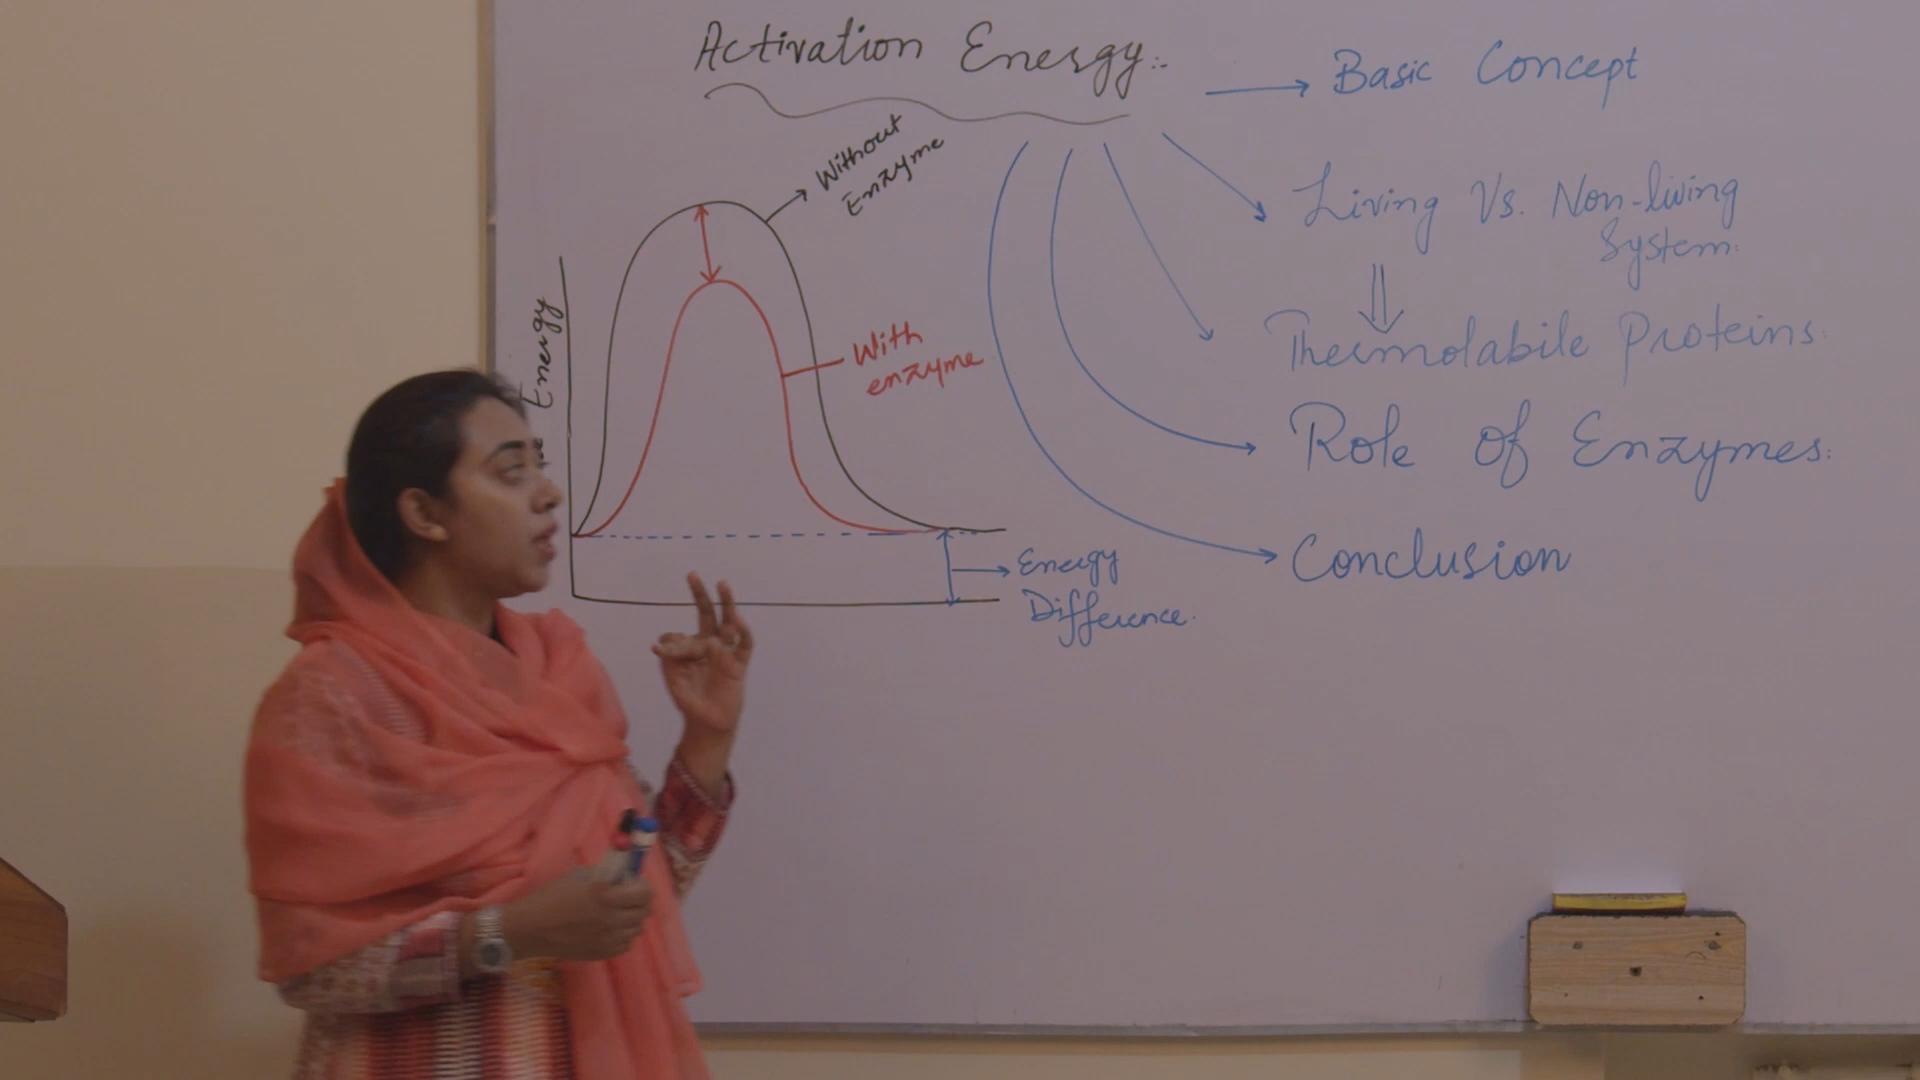 Activation Energy:-
Without
Enzyme
Energy
With
enzyme
Energy
Difference.
Basic Concept
Living Vs. Non-living
System.
Thermolabile Proteins.
Role of Enzymes.
Conclusion